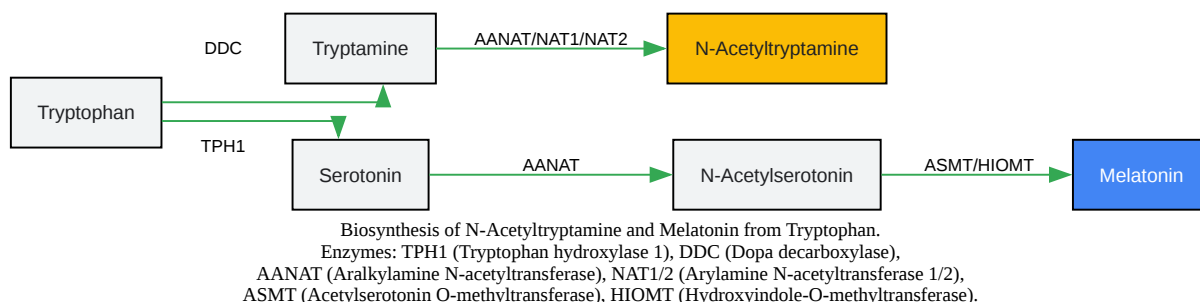 DDC
Tryptamine
AANAT/NAT1/NAT2
N-Acetyltryptamine
Tryptophan
TPH1
Serotonin
AANAT
N-Acetylserotonin
ASMT/HIOMT
Melatonin
Biosynthesis of N-Acetyltryptamine and Melatonin from Tryptophan.
Enzymes: TPH1 (Tryptophan hydroxylase 1), DDC (Dopa decarboxylase),
AANAT (Aralkylamine N-acetyltransferase), NAT1/2 (Arylamine N-acetyltransferase 1/2),
ASMT (Acetylserotonin O-methyltransferase), HIOMT (Hydroxyindole-O-methyltransferase).